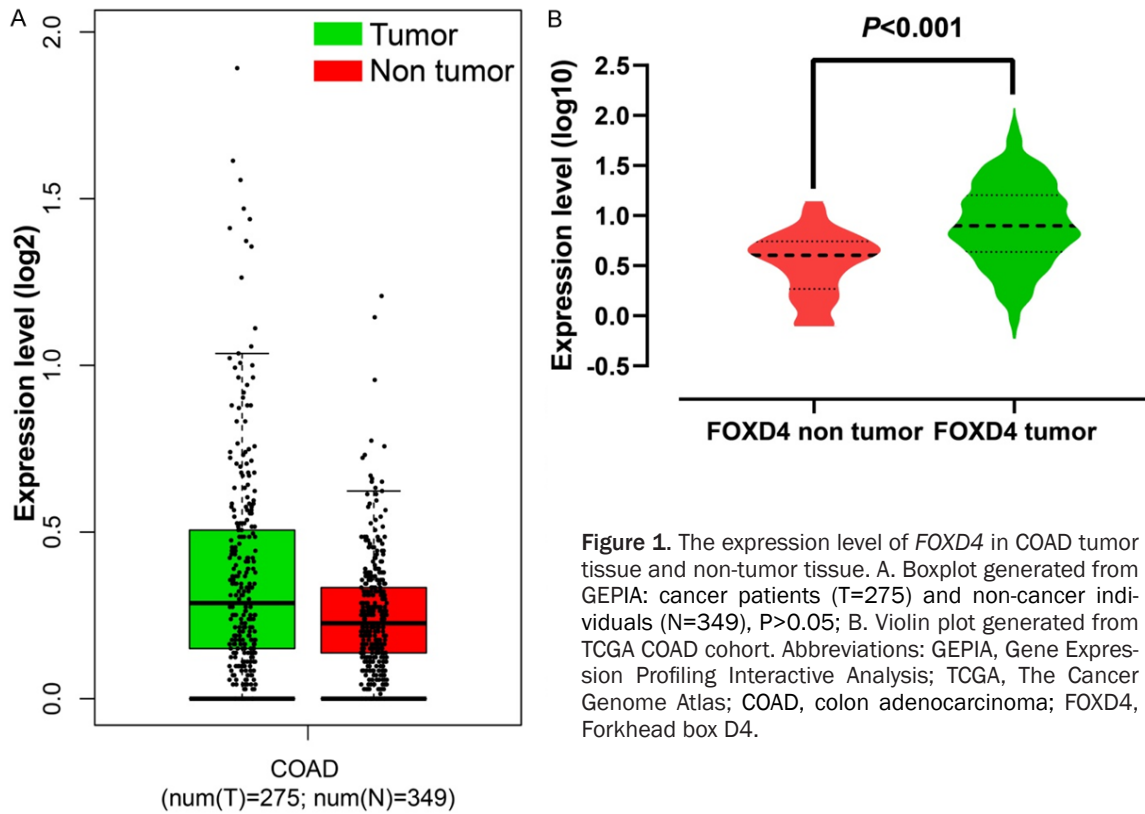 A
Expression level (log2)
2.0
1.5
1.0
0.5
0.0
Tumor
Non tumor
COAD
(num(T)=275; num(N)=349)
B
P<0.001
Expression level (log10)
2.5
2.0
1.5
1.0
0.5
0.0
-0.5
FOXD4 non tumor FOXD4 tumor
Figure 1. The expression level of FOXD4 in COAD tumor
tissue and non-tumor tissue. A. Boxplot generated from
GEPIA: cancer patients (T=275) and non-cancer indi-
viduals (N=349), P>0.05; B. Violin plot generated from
TCGA COAD cohort. Abbreviations: GEPIA, Gene Expres-
sion Profiling Interactive Analysis; TCGA, The Cancer
Genome Atlas; COAD, colon adenocarcinoma; FOXD4,
Forkhead box D4.